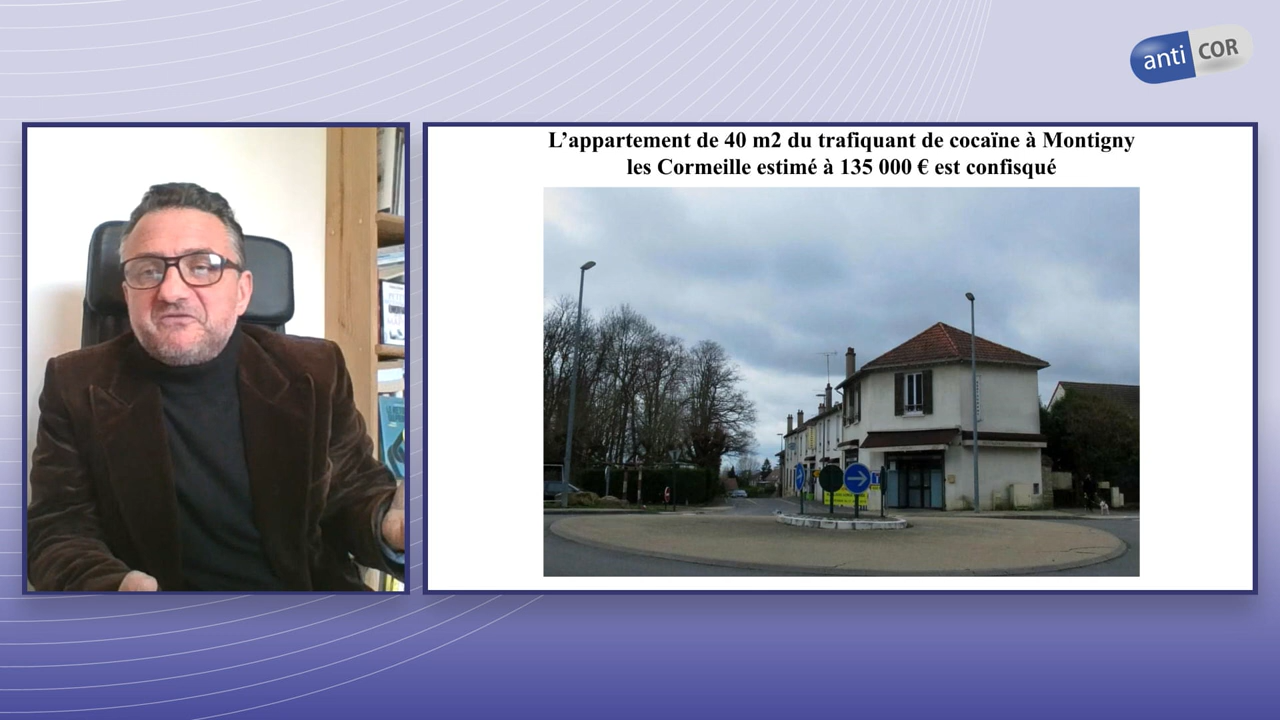 anti COR
L’appartement de 40 m2 du trafiquant de cocaïne à Montigny
les Cormeille estimé à 135 000 € est confisqué